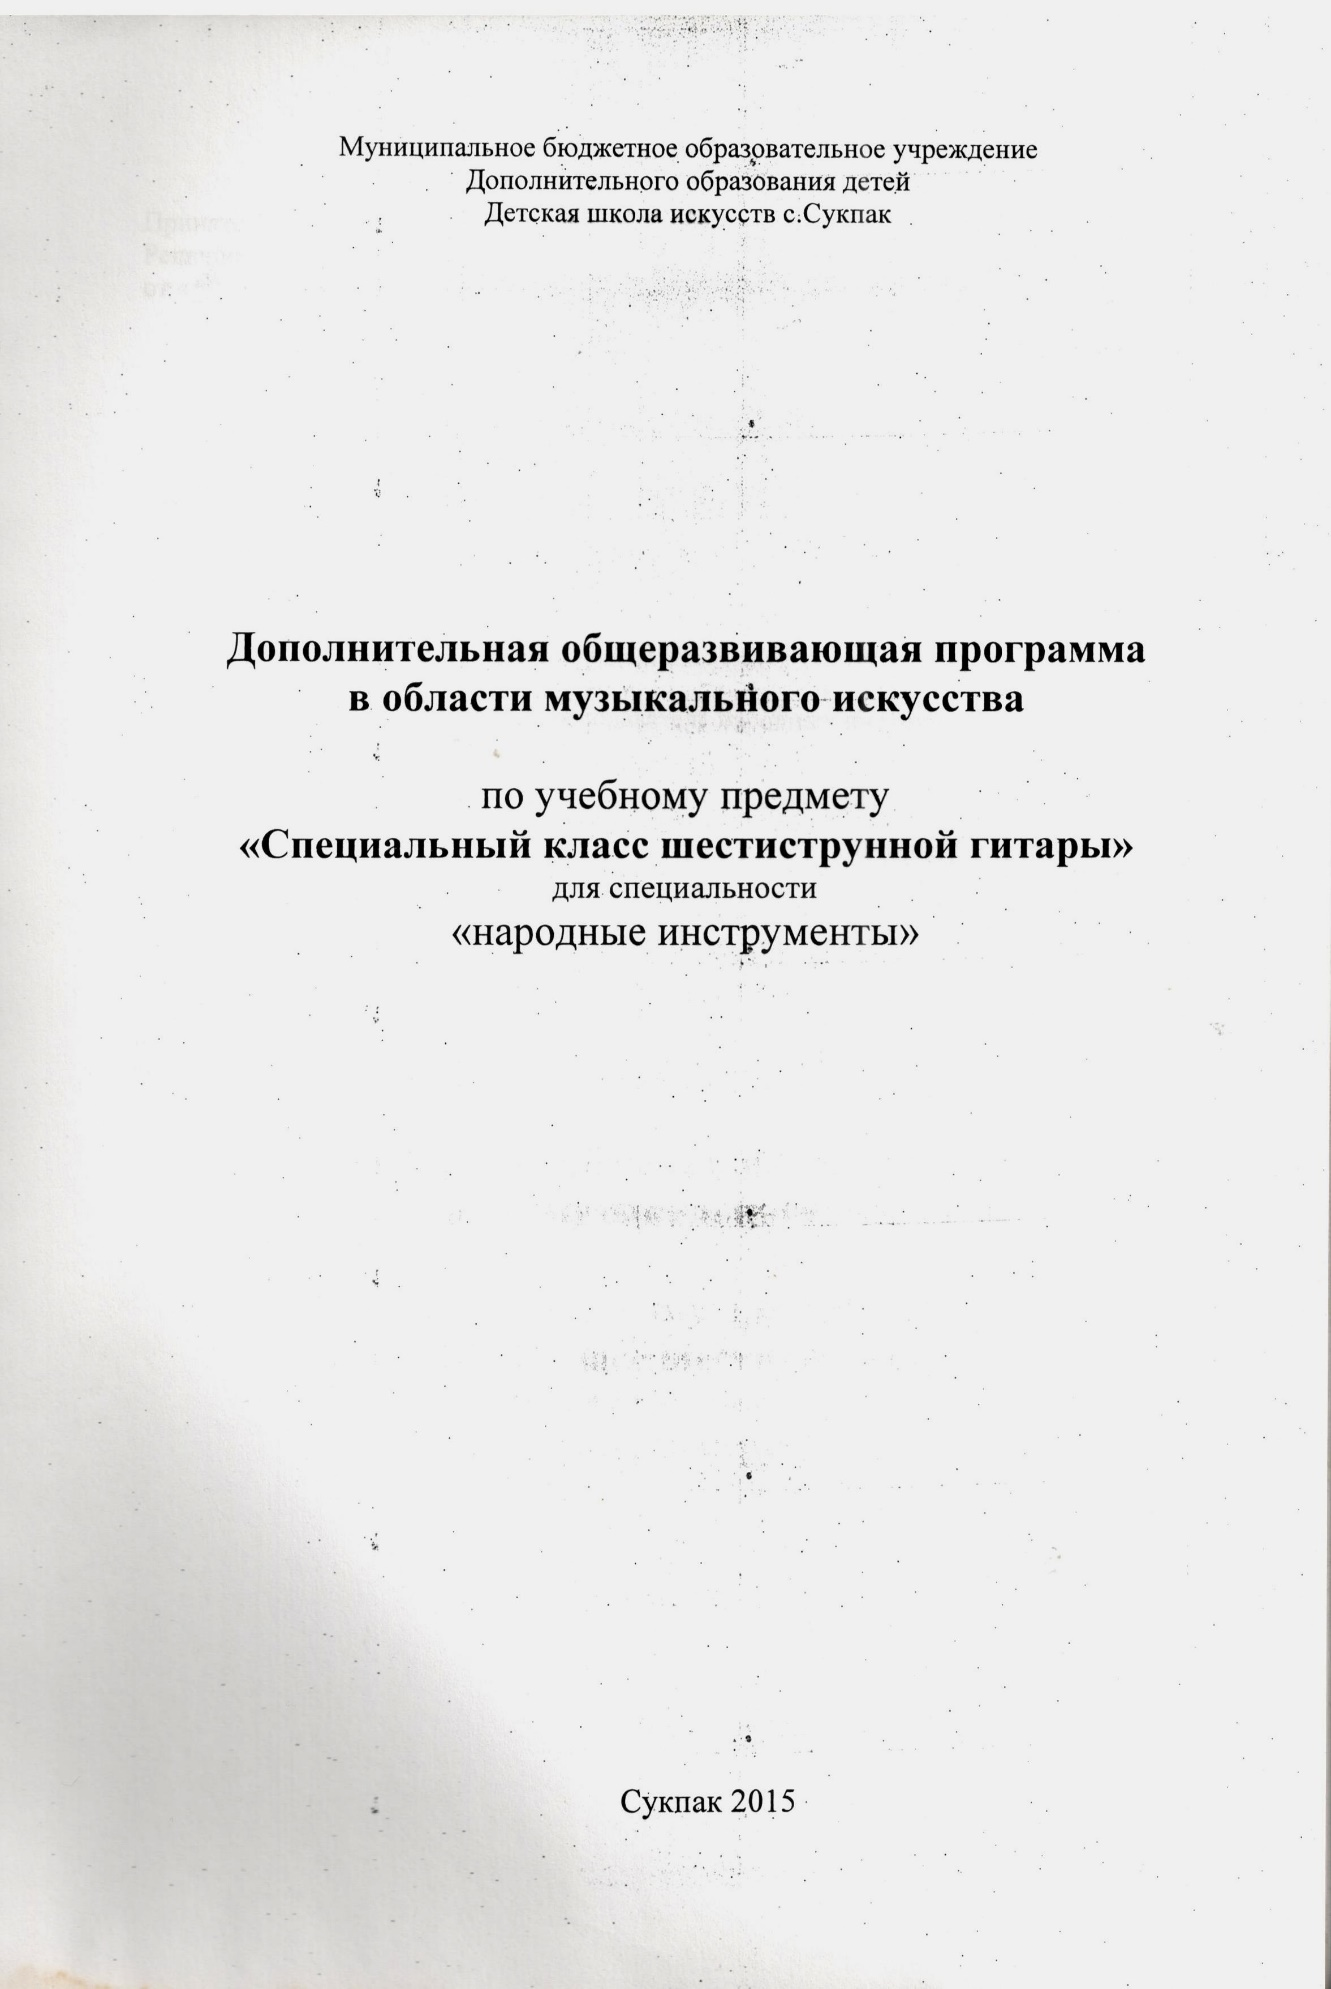 Муниципальное бюджетное образовательное учреждение
Дополнительного образования детей
Детская школа искусств с.Сукпак
Дополнительная общеразвивающая программа
в области музыкального искусства
по учебному предмету
«Специальный класс шестиструнной гитары»
для специальности
«народные инструменты»
Сукпак 2015